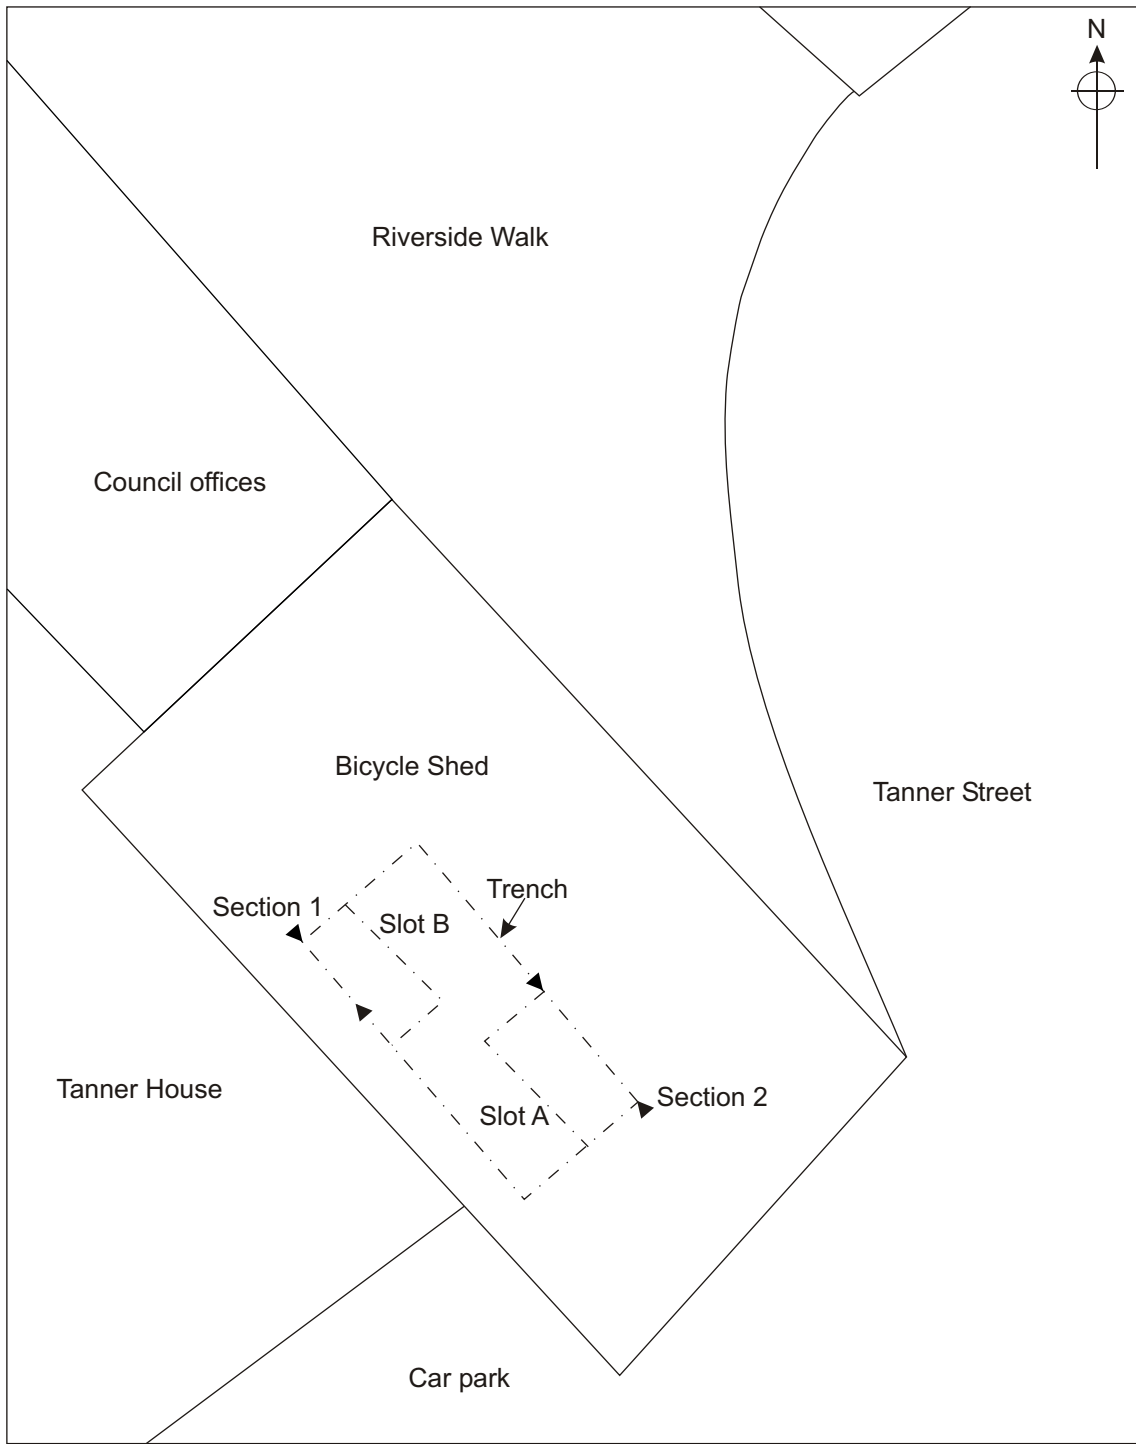 N
Riverside Walk
Council offices
Bicycle Shed
Tanner Street
Trench
Section 1
Slot B
Tanner House
Section 2
Slot A
Car park